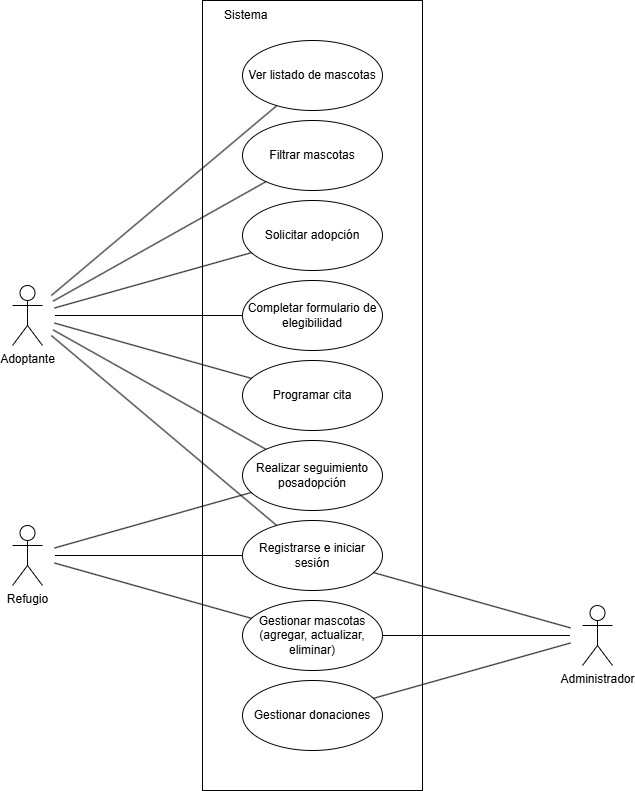 Sistema
Ver listado de mascotas
Filtrar mascotas
Solicitar adopción
Completar formulario de
elegibilidad
Adoptante
Programar cita
Realizar seguimiento
posadopción
Registrarse e iniciar
sesión
Refugio
Gestionar mascotas
(agregar, actualizar,
eliminar)
Administrador
Gestionar donaciones